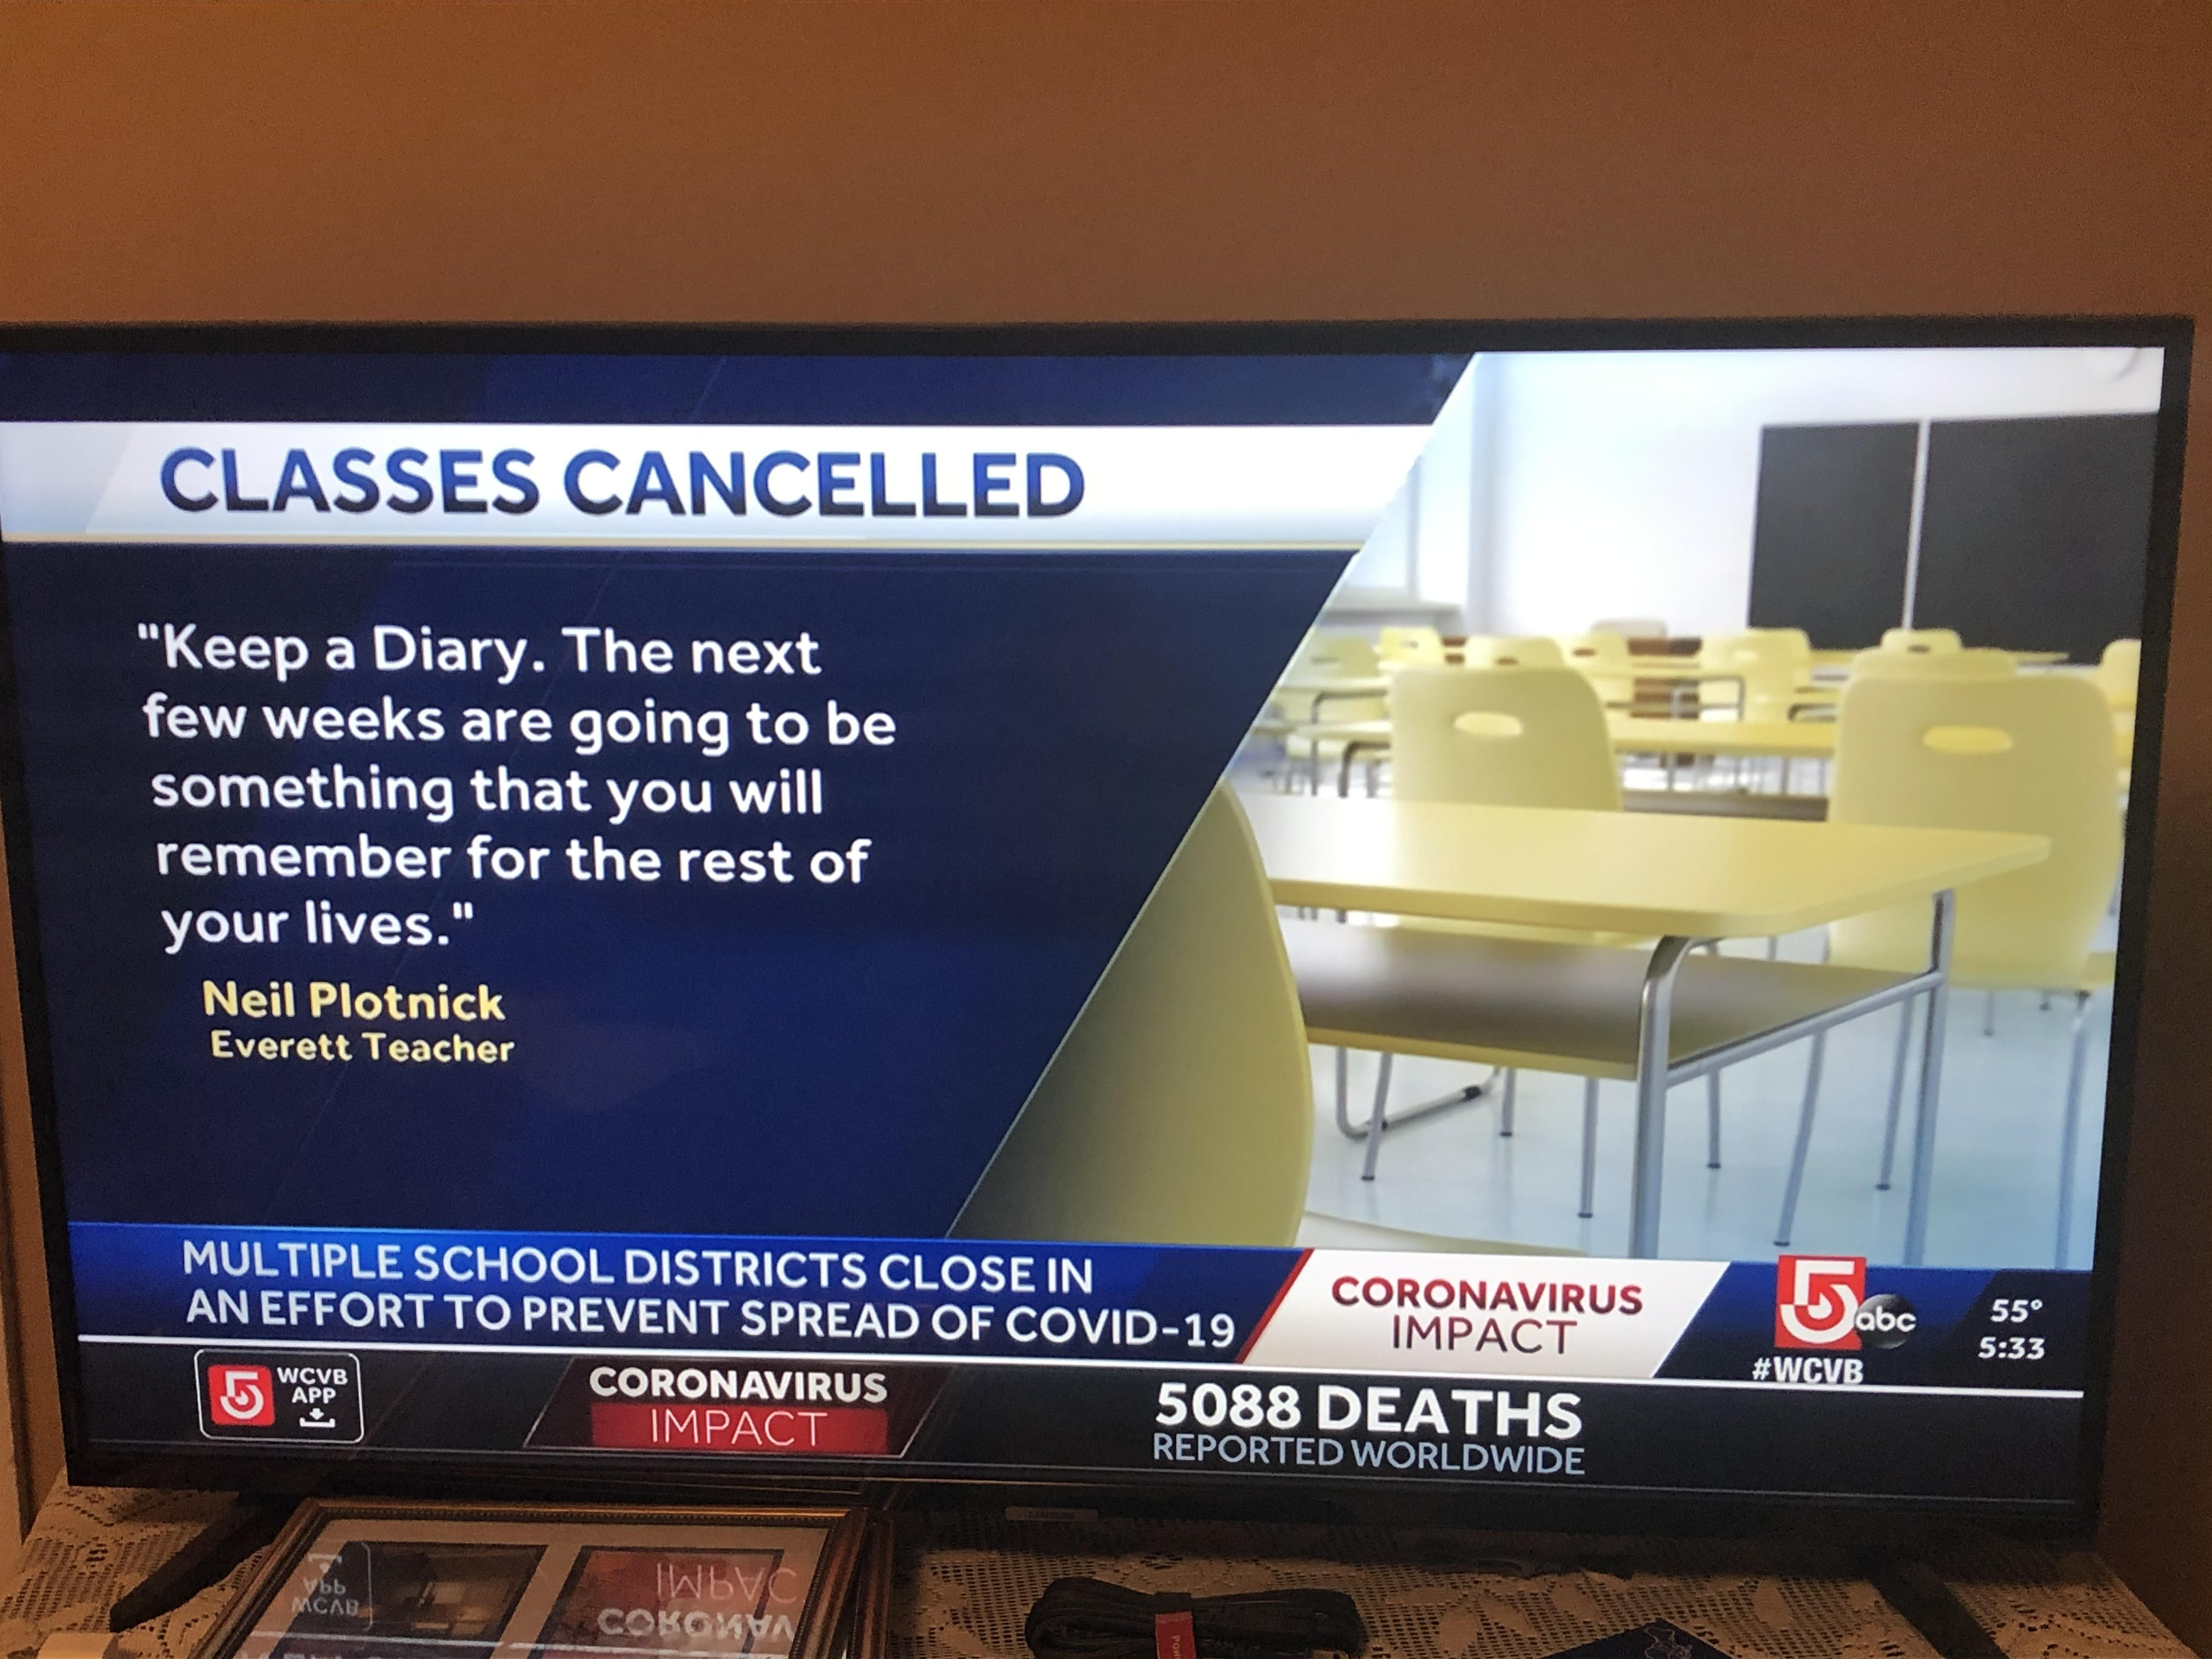 CLASSES CANCELLED
"Keep a Diary. The next
few weeks are going to be
something that you will
remember for the rest of
your lives."
Neil Plotnick
Everett Teacher
MULTIPLE SCHOOL DISTRICTS CLOSE IN
AN EFFORT TO PREVENT SPREAD OF COVID-19
CORONAVIRUS
IMPACT
5 abc
#WCVB
55°
5:33
5 WCVB
APP
CORONAVIRUS
IMPACT
5088 DEATHS
REPORTED WORLDWIDE
SAMSUNG